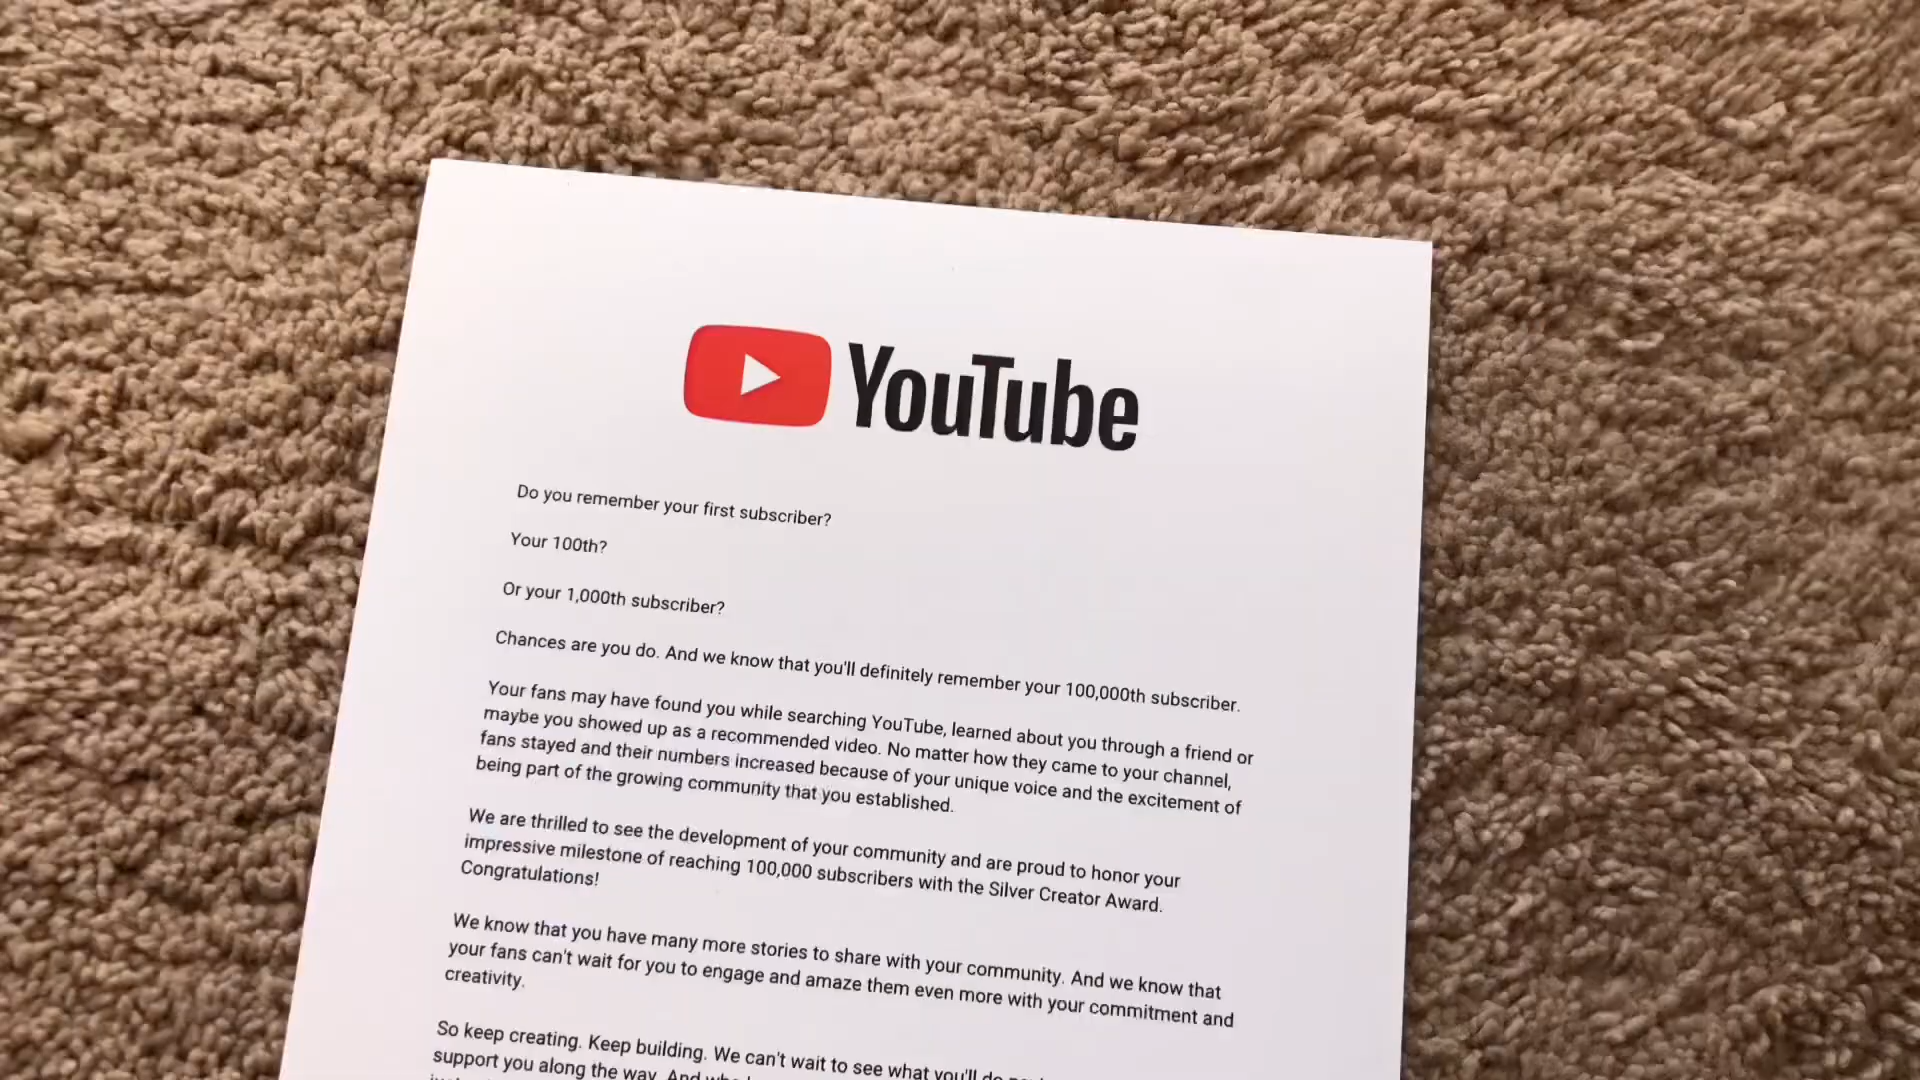 YouTube
Do you remember your first subscriber?
Your 100th?
Or your 1,000th subscriber?
Chances are you do. And we know that you'll definitely remember your 100,000th subscriber.
Your fans may have found you while searching YouTube, learned about you through a friend or
maybe you showed up as a recommended video. No matter how they came to your channel,
fans stayed and their numbers increased because of your unique voice and the excitement of
being part of the growing community that you established.
We are thrilled to see the development of your community and are proud to honor your
impressive milestone of reaching 100,000 subscribers with the Silver Creator Award.
Congratulations!
We know that you have many more stories to share with your community. And we know that
your fans can't wait for you to engage and amaze them even more with your commitment and
creativity.
So keep creating. Keep building. We can't wait to see what you'll do
support you along the way. And